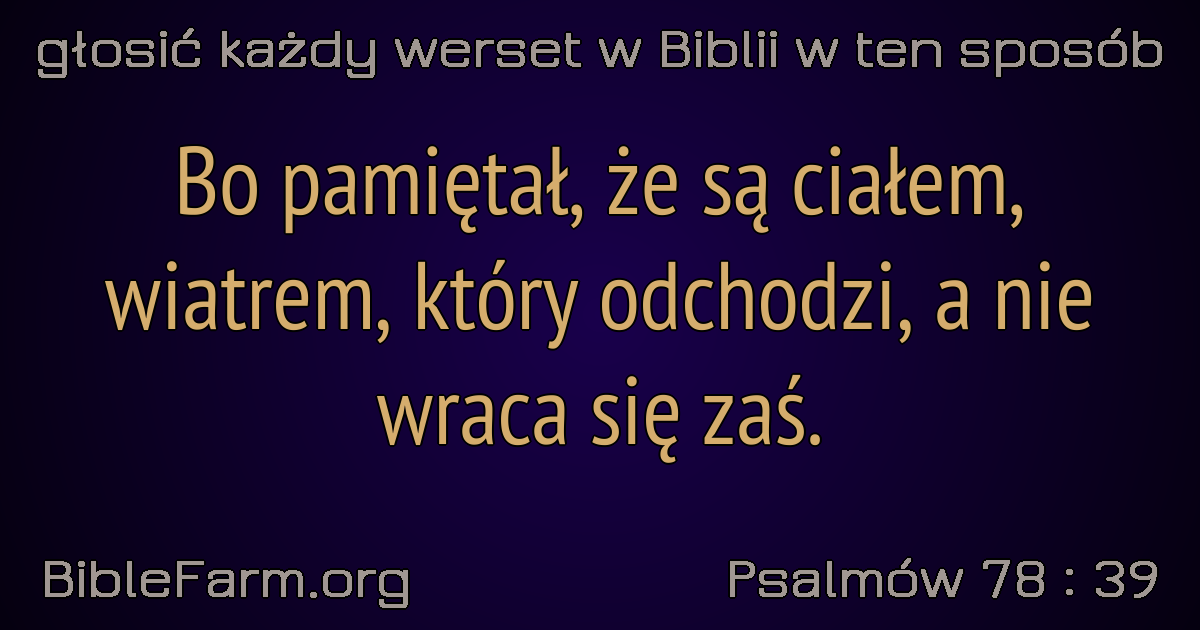 głosić każdy werset w Biblii w ten sposób
Bo pamiętał, że są ciałem,
wiatrem, który odchodzi, a nie
wraca się zaś.
BibleFarm.org
Psalmów 78 : 39